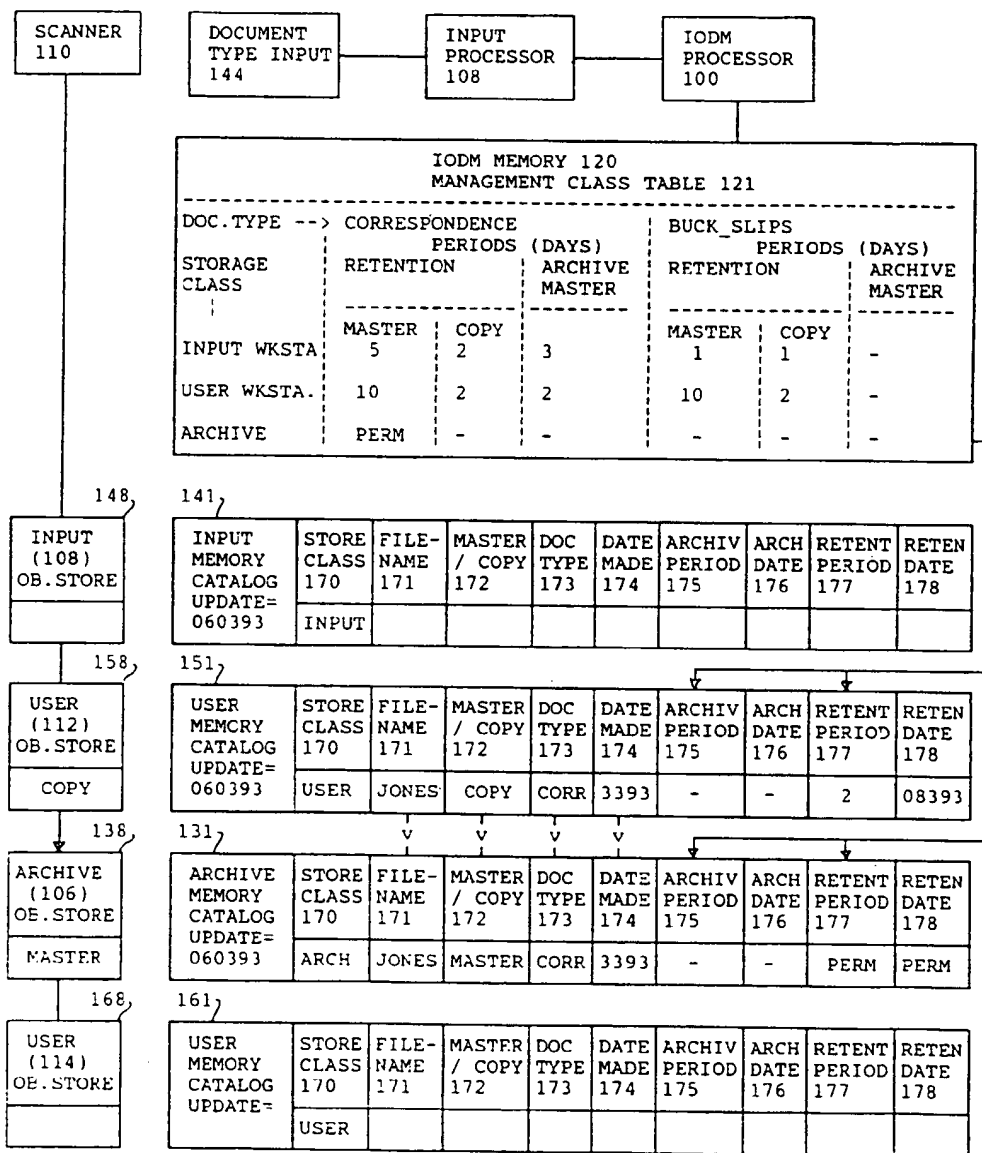 SCANNER
110
DOCUMENT
TYPE INPUT
144
INPUT
PROCESSOR
108
IODM
PROCESSOR
100
IODM MEMORY 120
MANAGEMENT CLASS TABLE 121
DOC.TYPE --> CORRESPONDENCE BUCK_SLIPS
PERIODS (DAYS) PERIODS (DAYS)
STORAGE RETENTION ARCHIVE RETENTION ARCHIVE
CLASS MASTER MASTER
MASTER COPY MASTER COPY
INPUT WKSTA 5 2 3 1 1 -
USER WKSTA. 10 2 2 10 2 -
ARCHIVE PERM - - - - -
148
INPUT
(108)
OB.STORE
141
INPUT STORE FILE- MASTER DOC DATE ARCHIV ARCH RETENT RETEN
MEMORY CLASS NAME / COPY TYPE MADE PERIOD DATE PERIOD DATE
CATALOG 170 171 172 173 174 175 176 177 178
UPDATE=
060393 INPUT
158
USER
(112)
OB.STORE
COPY
151
USER STORE FILE- MASTER DOC DATE ARCHIV ARCH RETENT RETEN
MEMORY CLASS NAME / COPY TYPE MADE PERIOD DATE PERIOD DATE
CATALOG 170 171 172 173 174 175 176 177 178
UPDATE=
060393 USER JONES COPY CORR 3393 - - 2 08393
138
ARCHIVE
(106)
OB.STORE
MASTER
131
ARCHIVE STORE FILE- MASTER DOC DATE ARCHIV ARCH RETENT RETEN
MEMORY CLASS NAME / COPY TYPE MADE PERIOD DATE PERIOD DATE
CATALOG 170 171 172 173 174 175 176 177 178
UPDATE=
060393 ARCH JONES MASTER CORR 3393 - - PERM PERM
168
USER
(114)
OB.STORE
161
USER STORE FILE- MASTER DOC DATE ARCHIV ARCH RETENT RETEN
MEMORY CLASS NAME / COPY TYPE MADE PERIOD DATE PERIOD DATE
CATALOG 170 171 172 173 174 175 176 177 178
UPDATE=
USER